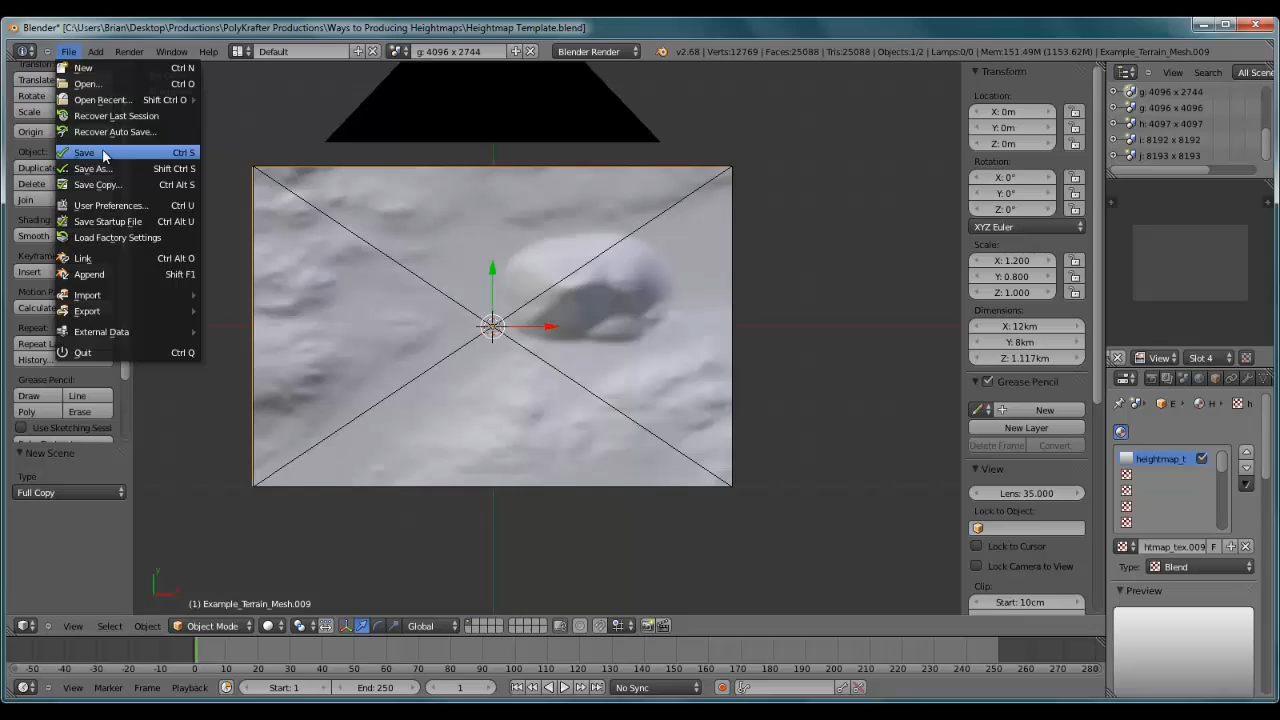 Blender* [C:\Users\Brian\Desktop\Productions\PolyKrafter Productions\Ways to Producing Heightmaps\Heightmap Template.blend]
File Add Render Window Help Default g: 4096 x 2744 Blender Render v2.68 | Verts:12769 | Faces:25088 | Tris:25088 | Objects:1/2 | Lamps:0/0 | Mem:151.49M (1153.62M) | Example_Terrain_Mesh.009
New Ctrl N
Open... Ctrl O
Open Recent... Shift Ctrl O
Recover Last Session
Recover Auto Save...
Save Ctrl S
Save As... Shift Ctrl S
Save Copy... Ctrl Alt S
User Preferences... Ctrl U
Save Startup File Ctrl Alt U
Load Factory Settings
Link Ctrl Alt O
Append Shift F1
Import
Export
External Data
Quit Ctrl Q
Translate
Rotate
Scale
Origin
Object:
Duplicate
Delete
Join
Shading:
Smooth
Insert
Repeat:
History...
Grease Pencil:
Draw Line
Poly Erase
Use Sketching Sessi
New Scene
Type
Full Copy
(1) Example_Terrain_Mesh.009
y
Transform
Location:
X: 0m
Y: 0m
Z: 0m
Rotation:
X: 0°
Y: 0°
Z: 0°
XYZ Euler
Scale:
X: 1.200
Y: 0.800
Z: 1.000
Dimensions:
X: 12km
Y: 8km
Z: 1.117km
Grease Pencil
New
New Layer
Delete Frame Convert
View
Lens: 35.000
Lock to Object:
Lock to Cursor
Lock Camera to View
Clip:
Start: 10cm
View Search All Scene
g: 4096 x 2744
g: 4096 x 4096
h: 4097 x 4097
i: 8192 x 8192
j: 8193 x 8193
View Slot 4
E H h
heightmap_t
htmap_tex.009 F
Type: Blend
Preview
View Select Object Object Mode Global
-50 -40 -30 -20 -10 0 10 20 30 40 50 60 70 80 90 100 110 120 130 140 150 160 170 180 190 200 210 220 230 240 250 260 270 280
View Marker Frame Playback Start: 1 End: 250 1 No Sync